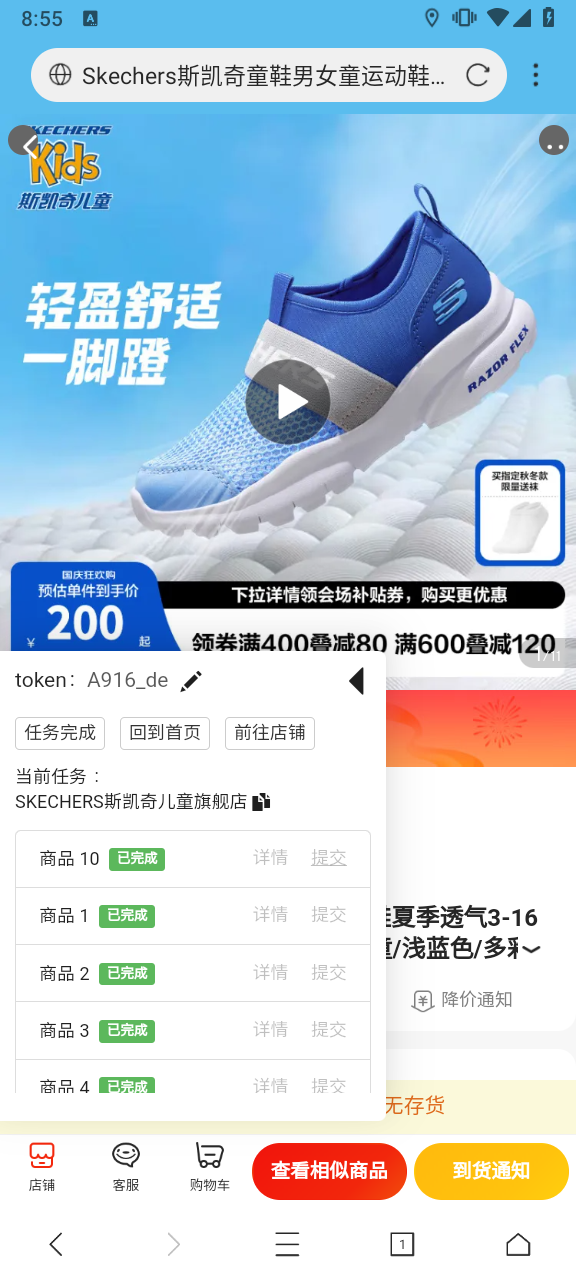 8:55
Skechers斯凯奇童鞋男女童运动鞋...
SKECHERS
Kids
斯凯奇儿童
轻盈舒适
一脚蹬
RAZOR FLEX
买指定秋冬款
限量送袜
国庆狂欢购
预估单件到手价
¥ 200 起
下拉详情领会场补贴券，购买更优惠
领券满400叠减80 满600叠减120
1/11
token： A916_de
任务完成
回到首页
前往店铺
当前任务：
SKECHERS斯凯奇儿童旗舰店
商品 10 已完成 详情 提交
商品 1 已完成 详情 提交
商品 2 已完成 详情 提交
商品 3 已完成 详情 提交
商品 4 已完成 详情 提交
夏季透气3-16
/浅蓝色/多彩
降价通知
无存货
店铺
客服
购物车
查看相似商品
到货通知
1